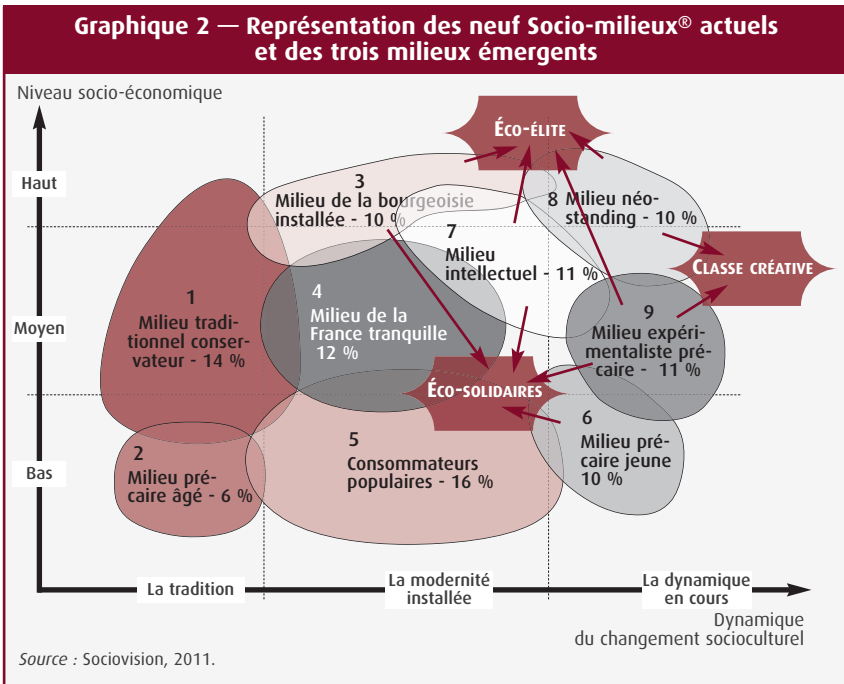 Graphique 2 — Représentation des neuf Socio-milieux® actuels
et des trois milieux émergents
Niveau socio-économique
Haut
Moyen
Bas
ÉCO-ÉLITE
3
Milieu de la bourgeoisie
installée - 10 %
8 Milieu néo-
standing - 10 %
7
Milieu
intellectuel - 11 %
CLASSE CRÉATIVE
1
Milieu tradi-
tionnel conser-
vateur - 14 %
4
Milieu de la
France tranquille
12 %
9
Milieu expéri-
mentaliste pré-
caire - 11 %
ÉCO-SOLIDAIRES
2
Milieu pré-
caire âgé - 6 %
5
Consommateurs
populaires - 16 %
6
Milieu pré-
caire jeune
10 %
La tradition
La modernité
installée
La dynamique
en cours
Dynamique
du changement socioculturel
Source : Sociovision, 2011.